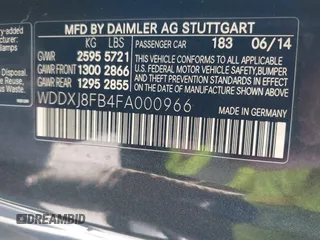 MFD BY DAIMLER AG STUTTGART
KG LBS PASSENGER CAR 183 06/14
GVWR 2595 5721 THIS VEHICLE CONFORMS TO ALL APPLICABLE
GAWR FRONT 1300 2866 U.S. FEDERAL MOTOR VEHICLE SAFETY, BUMPER,
GAWR REAR 1295 2855 AND THEFT PREVENTION STANDARDS IN EFFECT ON
THE DATE OF MANUFACTURE SHOWN ABOVE.
WDDXJ8FB4FA000966
MADE IN GERMANY
DREAMBID